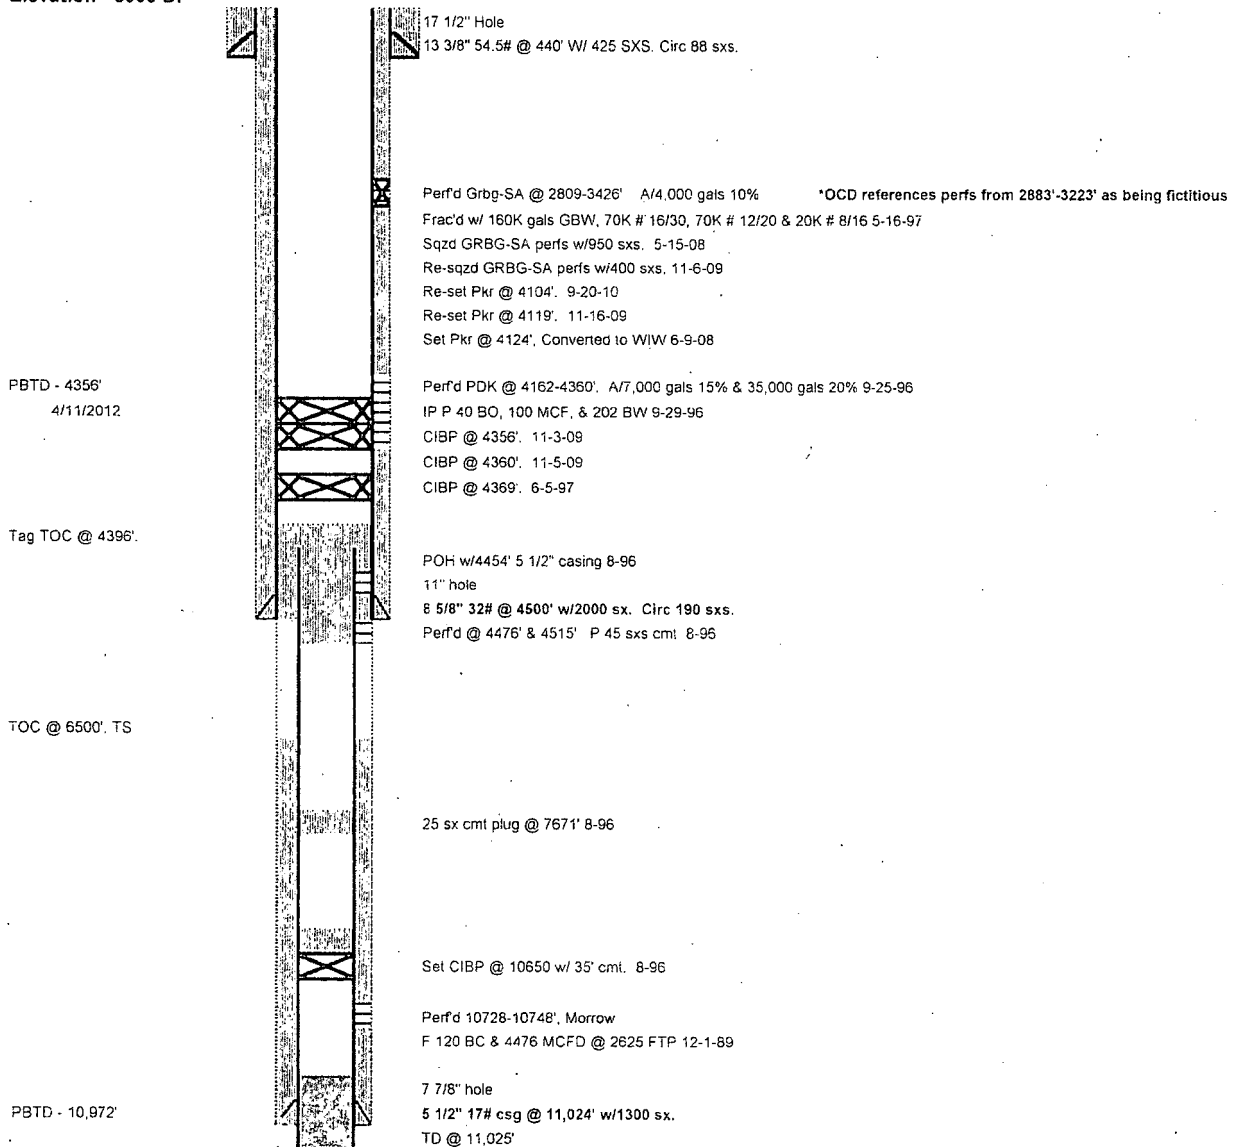 17 1/2" Hole
13 3/8" 54.5# @ 440' W/ 425 SXS. Circ 88 sxs.
Perf'd Grbg-SA @ 2809-3426' A/4,000 gals 10% *OCD references perfs from 2883'-3223' as being fictitious
Frac'd w/ 160K gals GBW, 70K # 16/30, 70K # 12/20 & 20K # 8/16 5-16-97
Sqzd GRBG-SA perfs w/950 sxs. 5-15-08
Re-sqzd GRBG-SA perfs w/400 sxs. 11-6-09
Re-set Pkr @ 4104'. 9-20-10
Re-set Pkr @ 4119'. 11-16-09
Set Pkr @ 4124', Converted to WIW 6-9-08
PBTD - 4356'
4/11/2012
Perf'd PDK @ 4162-4360'. A/7,000 gals 15% & 35,000 gals 20% 9-25-96
IP P 40 BO, 100 MCF, & 202 BW 9-29-96
CIBP @ 4356'. 11-3-09
CIBP @ 4360'. 11-5-09
CIBP @ 4369'. 6-5-97
Tag TOC @ 4396'.
POH w/4454' 5 1/2" casing 8-96
11" hole
8 5/8" 32# @ 4500' w/2000 sx. Circ 190 sxs.
Perf'd @ 4476' & 4515' P 45 sxs cmt 8-96
TOC @ 6500'. TS
25 sx cmt plug @ 7671' 8-96
Set CIBP @ 10650 w/ 35' cmt. 8-96
Perf'd 10728-10748', Morrow
F 120 BC & 4476 MCFD @ 2625 FTP 12-1-89
7 7/8" hole
PBTD - 10,972'
5 1/2" 17# csg @ 11,024' w/1300 sx.
TD @ 11,025'